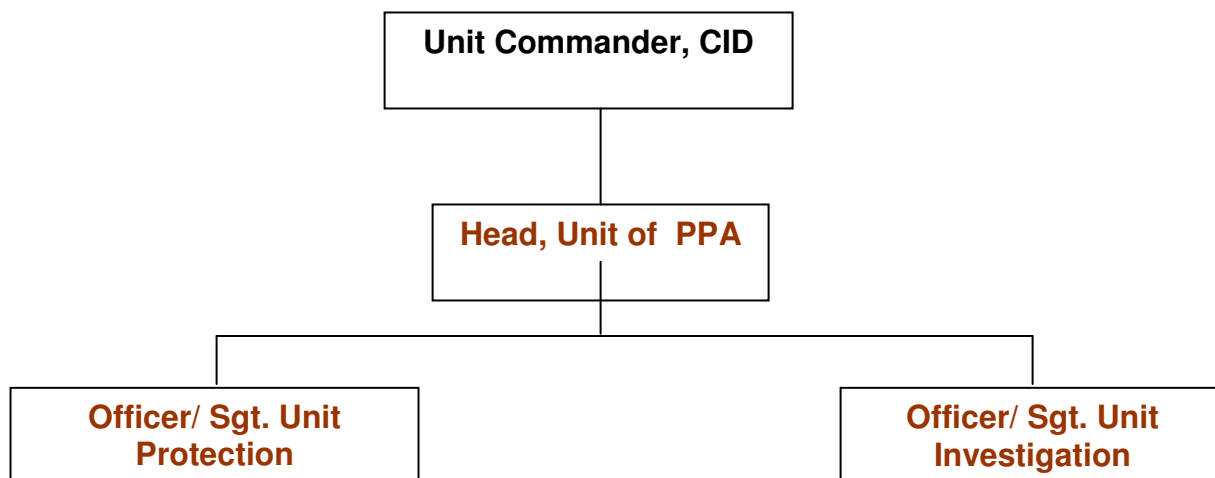 Unit Commander, CID
Head, Unit of PPA
Officer/ Sgt. Unit
Protection
Officer/ Sgt. Unit
Investigation